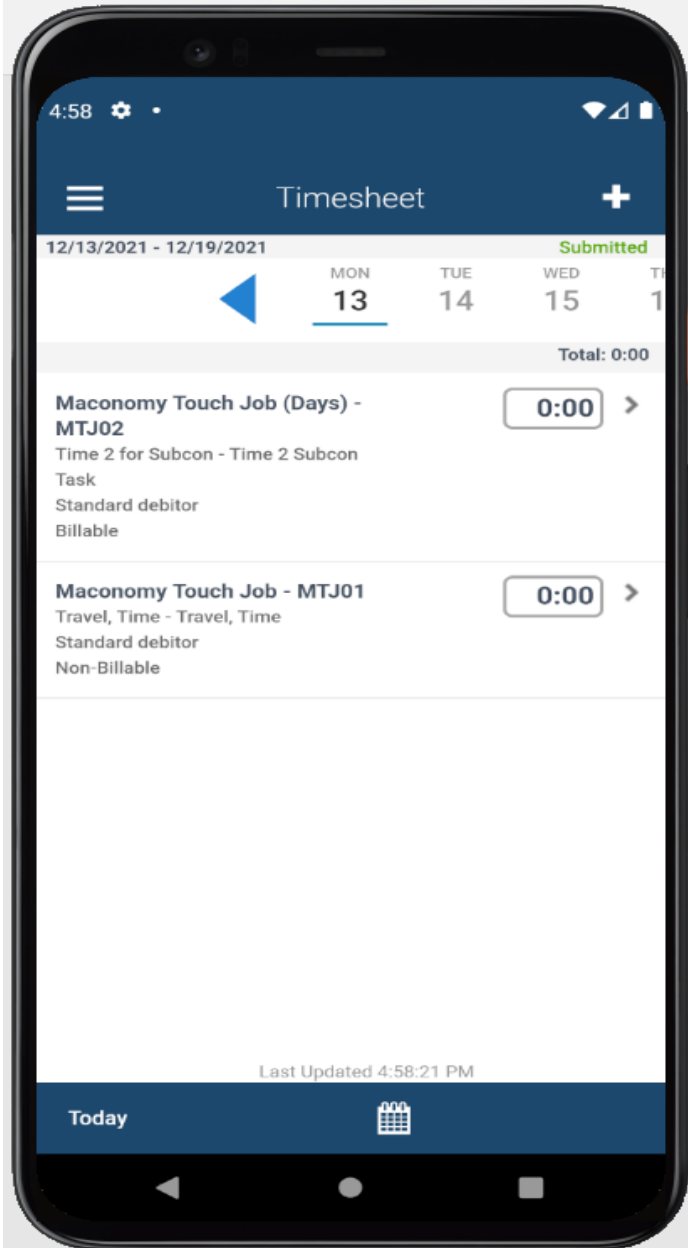 4:58
Timesheet
12/13/2021 - 12/19/2021 Submitted
MON TUE WED TH
13 14 15 1
Total: 0:00
Maconomy Touch Job (Days) - 0:00
MTJ02
Time 2 for Subcon - Time 2 Subcon
Task
Standard debitor
Billable
Maconomy Touch Job - MTJ01 0:00
Travel, Time - Travel, Time
Standard debitor
Non-Billable
Last Updated 4:58:21 PM
Today